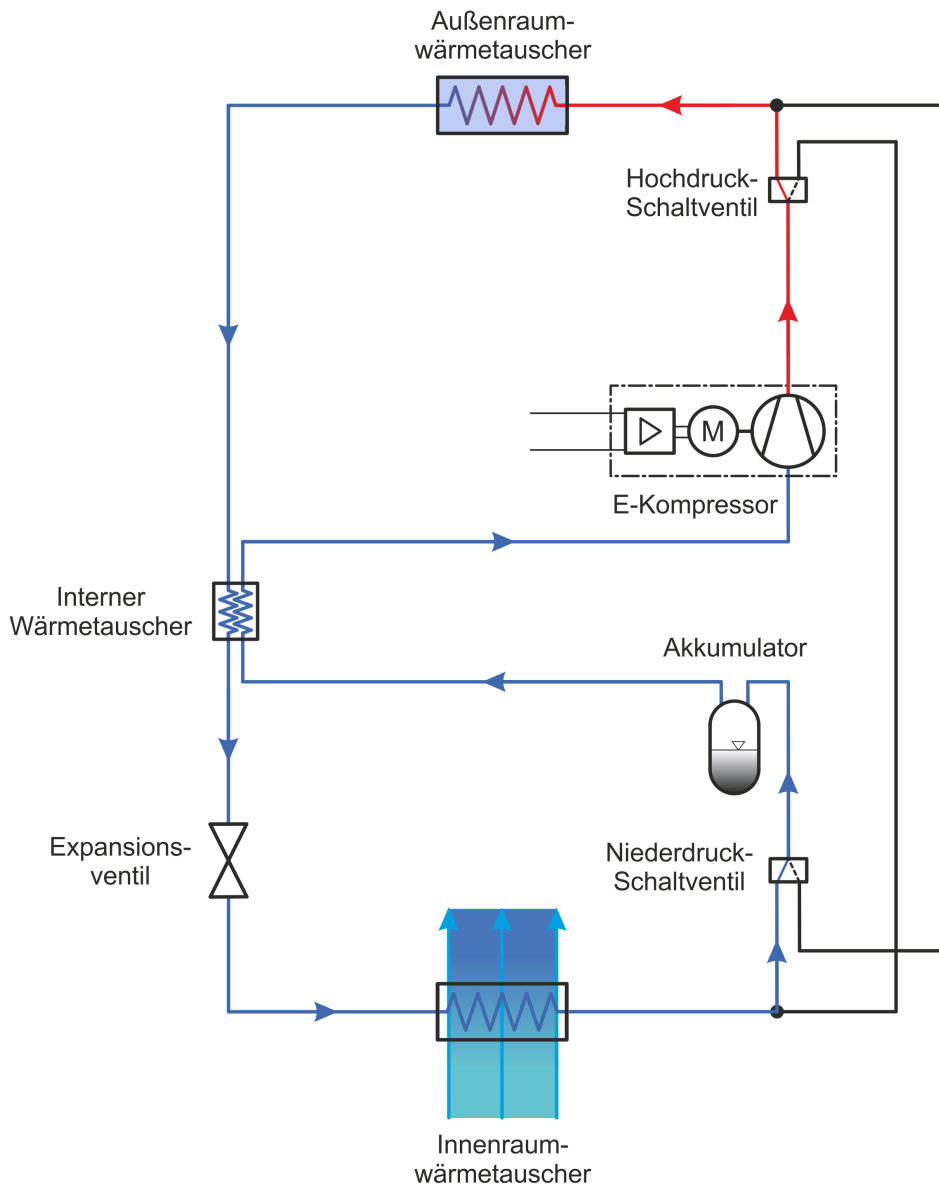 Außenraum-
wärmetauscher
Hochdruck-
Schaltventil
M
E-Kompressor
Interner
Wärmetauscher
Akkumulator
Expansions-
ventil
Niederdruck-
Schaltventil
Innenraum-
wärmetauscher